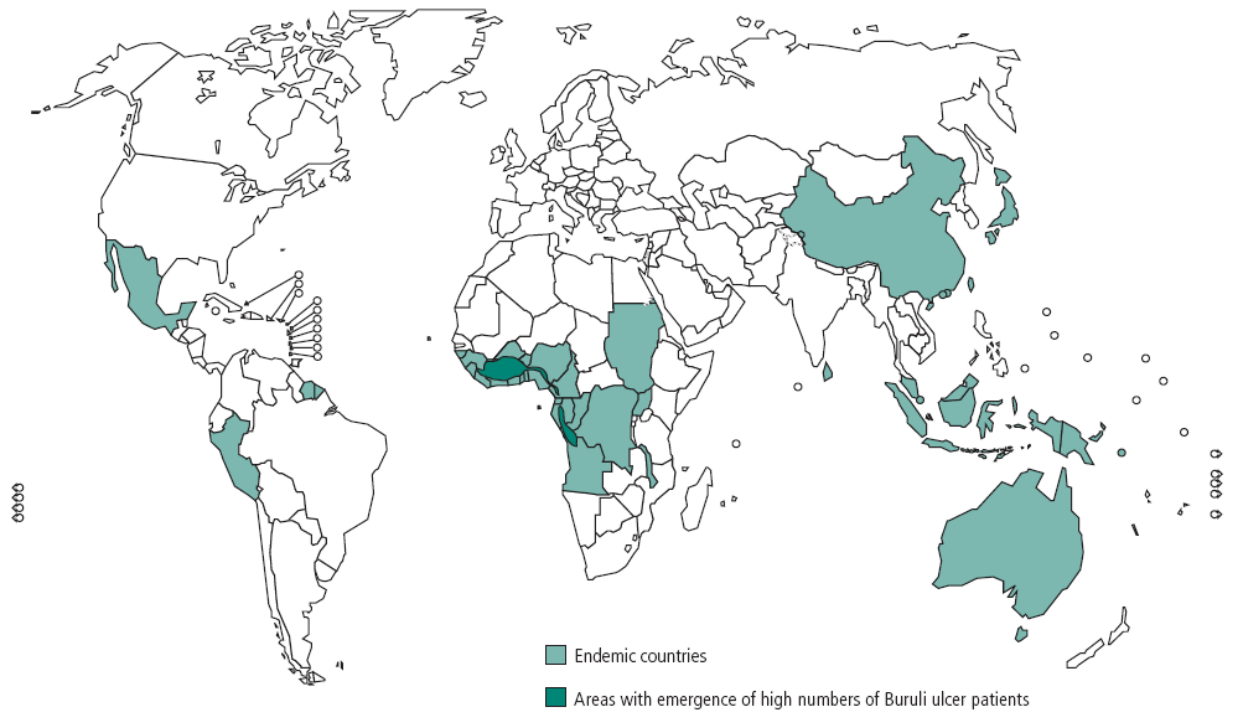 Endemic countries
Areas with emergence of high numbers of Buruli ulcer patients